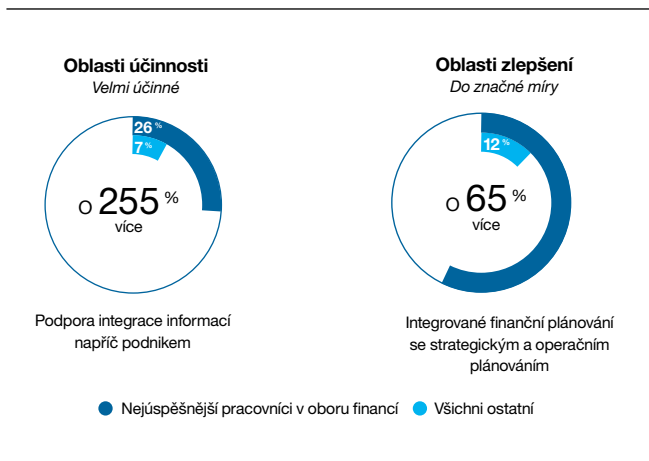 Oblasti účinnosti
Velmi účinné
26 %
7 %
O 255 %
více
Podpora integrace informací
napříč podnikem
Oblasti zlepšení
Do značné míry
12 %
O 65 %
více
Integrované finanční plánování
se strategickým a operačním
plánováním
Nejúspěšnější pracovníci v oboru financí
Všichni ostatní